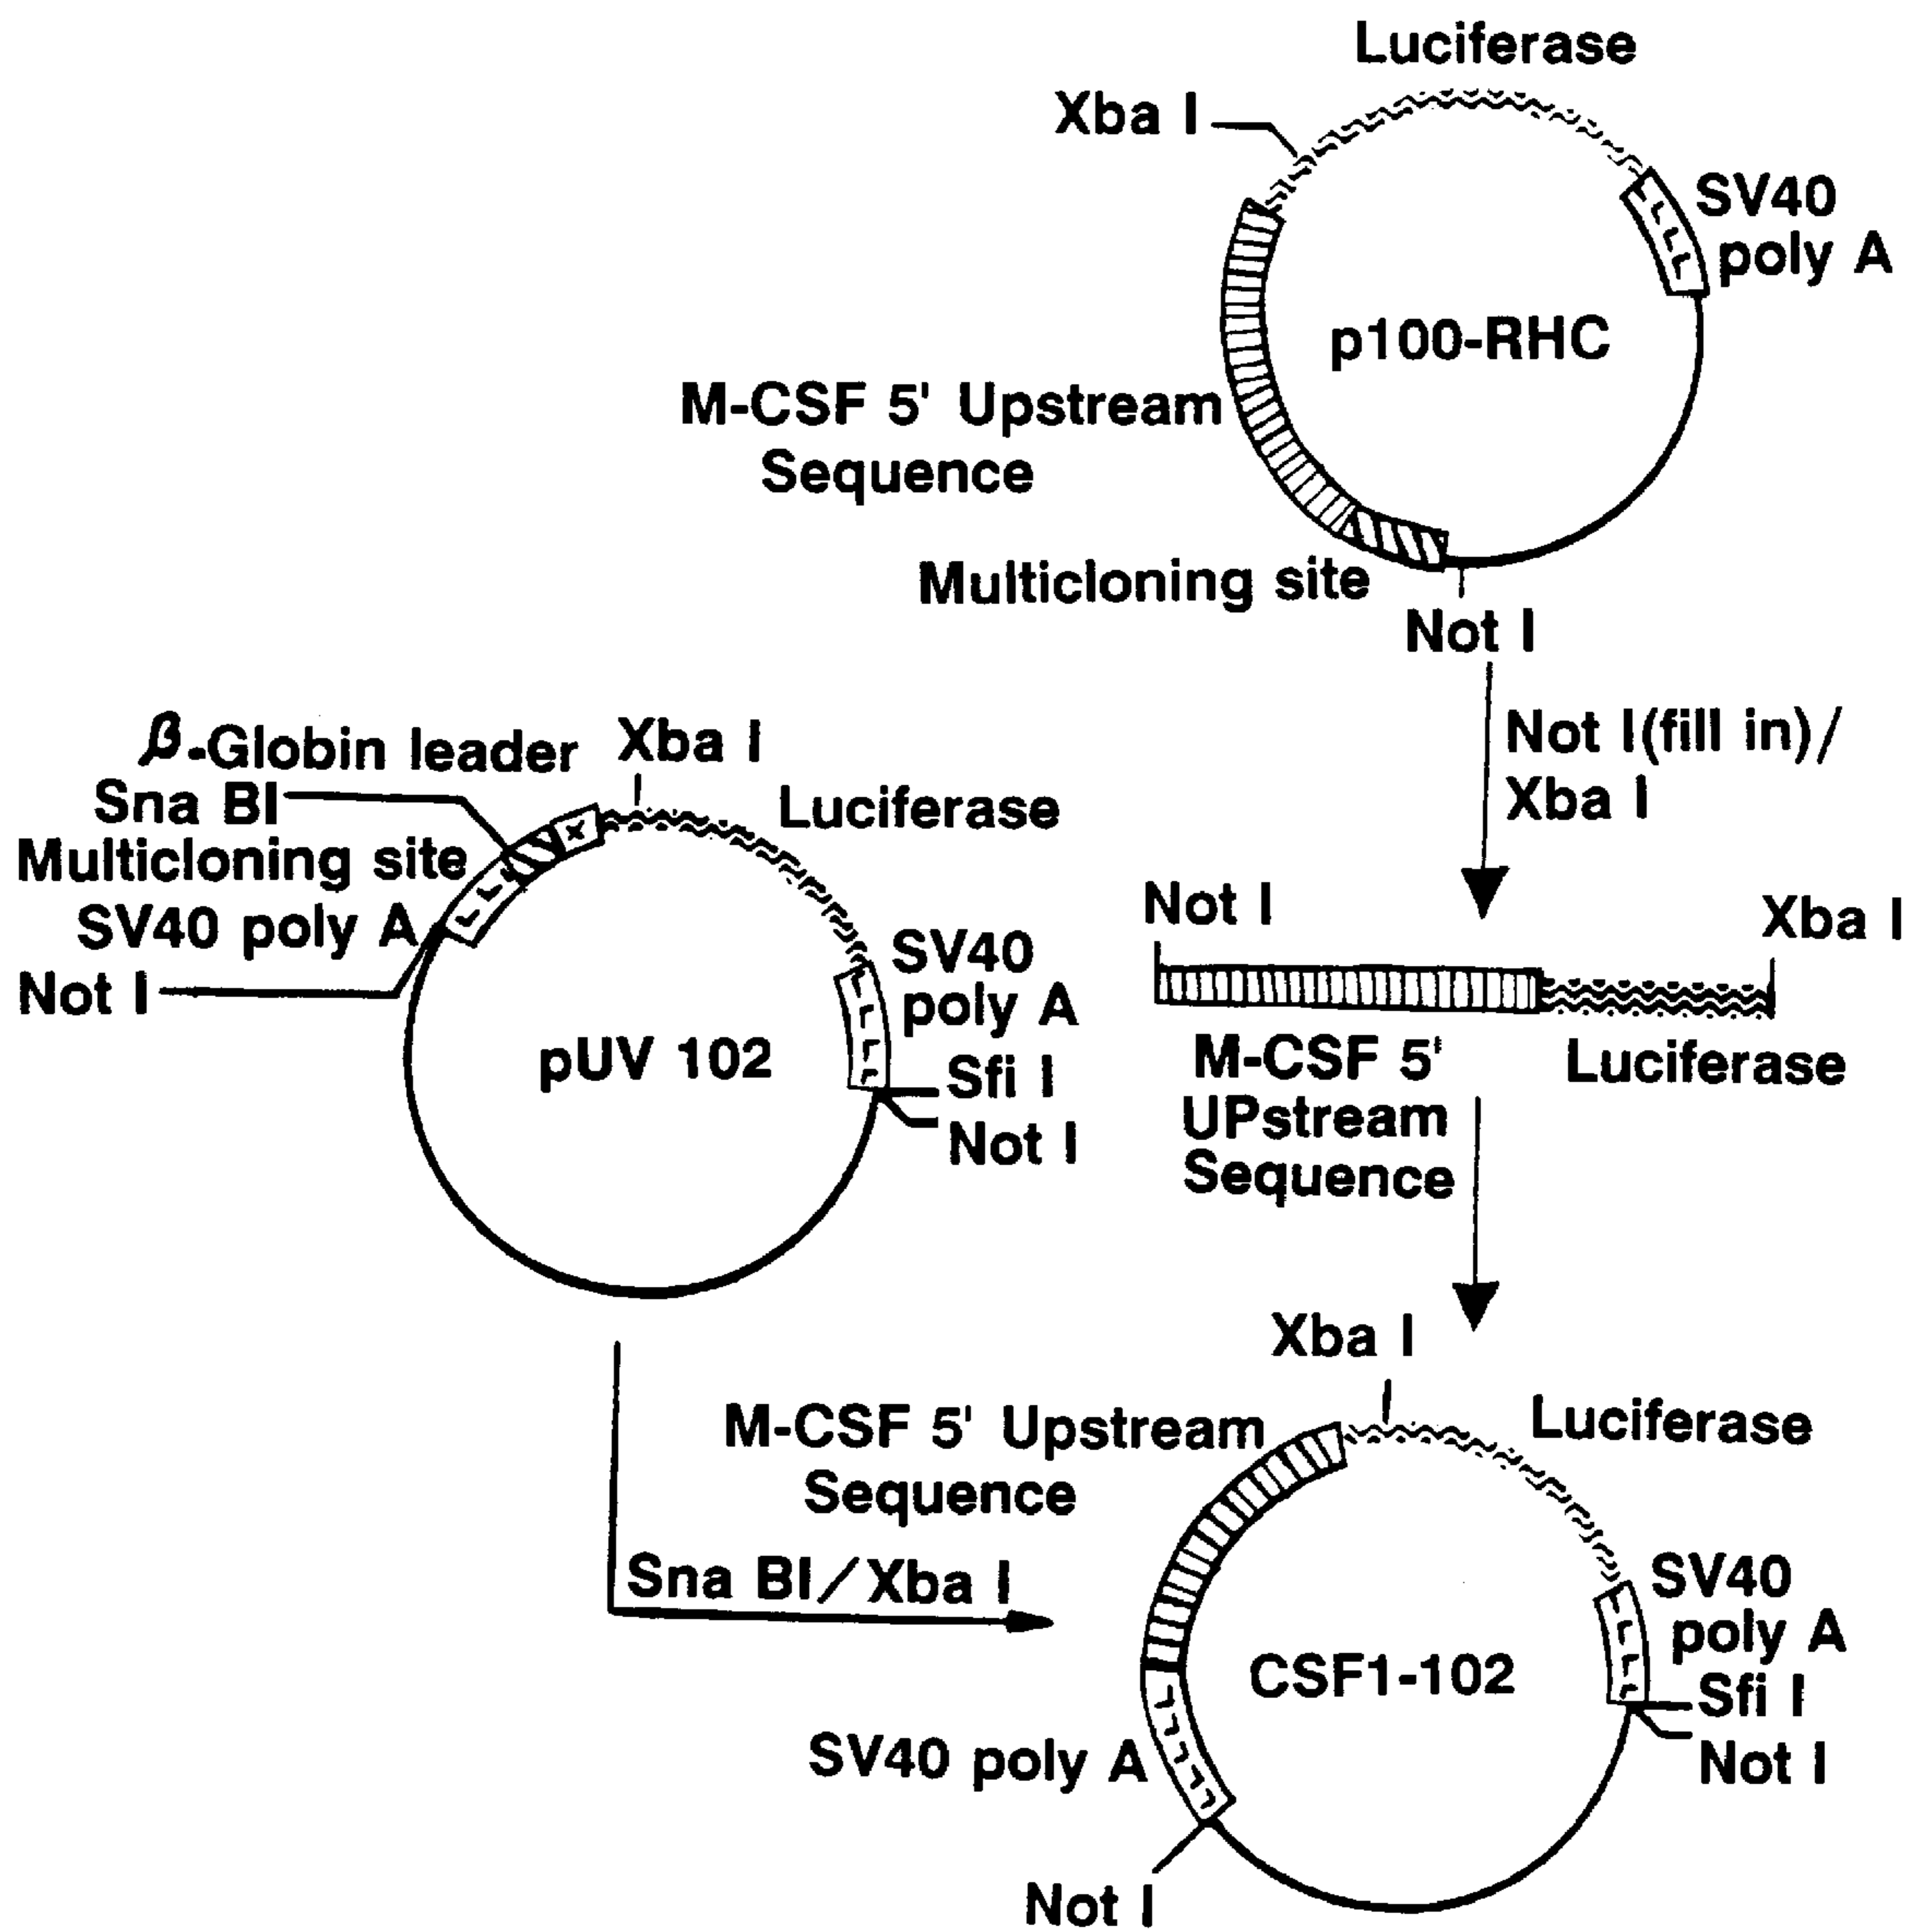 Luciferase
Xba I
SV40
poly A
p100-RHC
M-CSF 5' Upstream
Sequence
Multicloning site
Not I
Not I(fill in)/
Xba I
β-Globin leader
Xba I
Sna BI
Luciferase
Multicloning site
SV40 poly A
Not I
SV40
poly A
pUV 102
Sfi I
Not I
Not I
Xba I
M-CSF 5'
UPstream
Sequence
Luciferase
Sna BI/Xba I
Xba I
M-CSF 5' Upstream
Sequence
Luciferase
SV40
poly A
CSF1-102
Sfi I
Not I
SV40 poly A
Not I